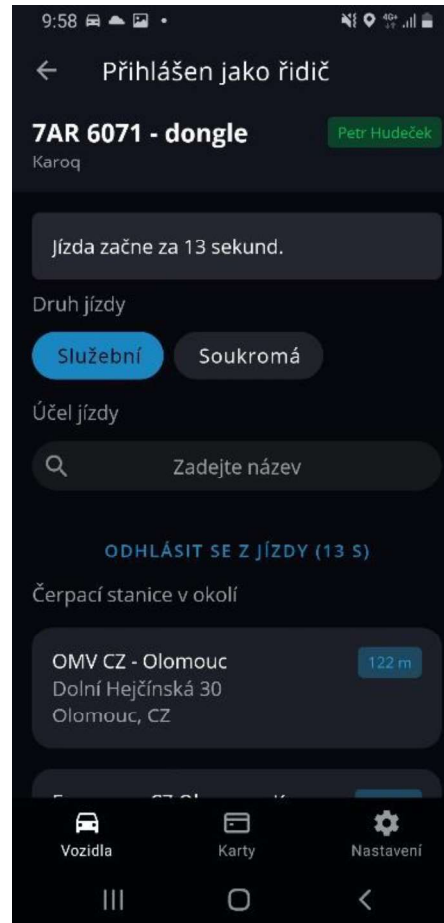 9:58
4G+
Přihlášen jako řidič
7AR 6071 - dongle
Petr Hudeček
Karoq
Jízda začne za 13 sekund.
Druh jízdy
Služební
Soukromá
Účel jízdy
Zadejte název
ODHLÁSIT SE Z JÍZDY (13 S)
Čerpací stanice v okolí
OMV CZ - Olomouc
122 m
Dolní Hejčínská 30
Olomouc, CZ
Vozidla
Karty
Nastavení